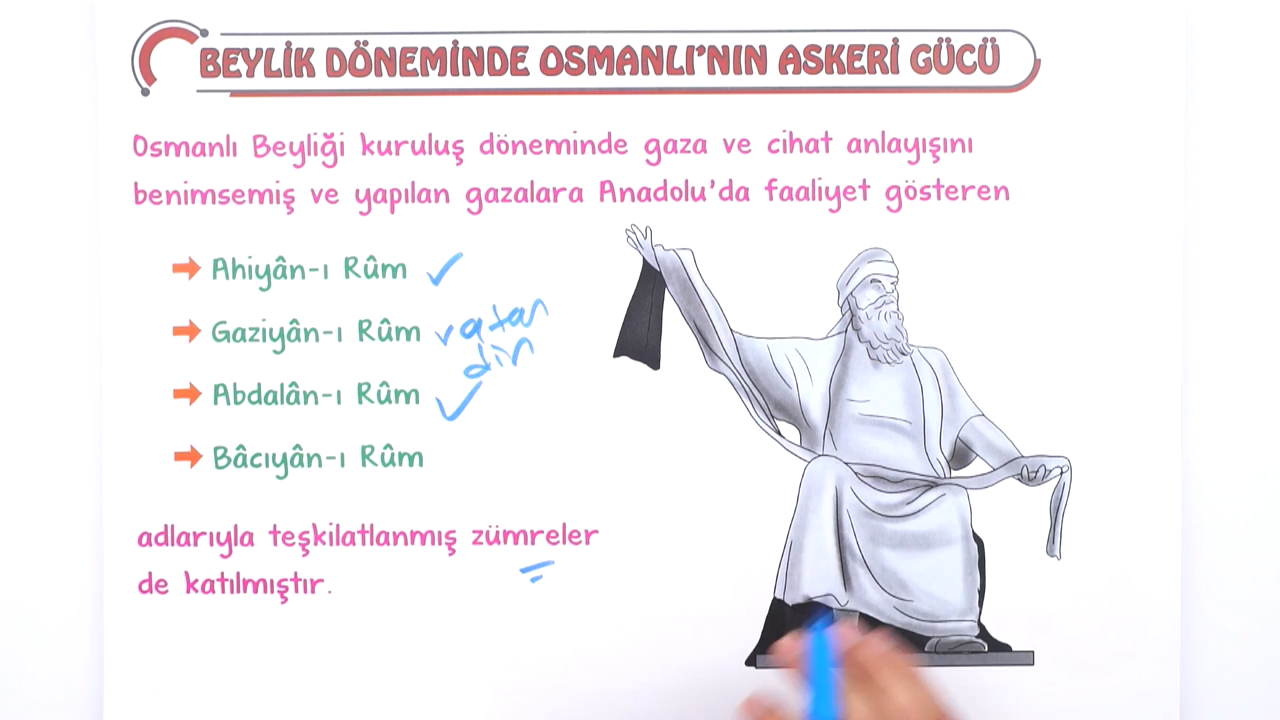 BEYLİK DÖNEMİNDE OSMANLI'NIN ASKERİ GÜCÜ
Osmanlı Beyliği kuruluş döneminde gaza ve cihat anlayışını
benimsemiş ve yapılan gazalara Anadolu'da faaliyet gösteren
Ahiyân-ı Rûm
Gaziyân-ı Rûm vatan
din
Abdalân-ı Rûm
Bâcıyân-ı Rûm
adlarıyla teşkilatlanmış zümreler
de katılmıştır.